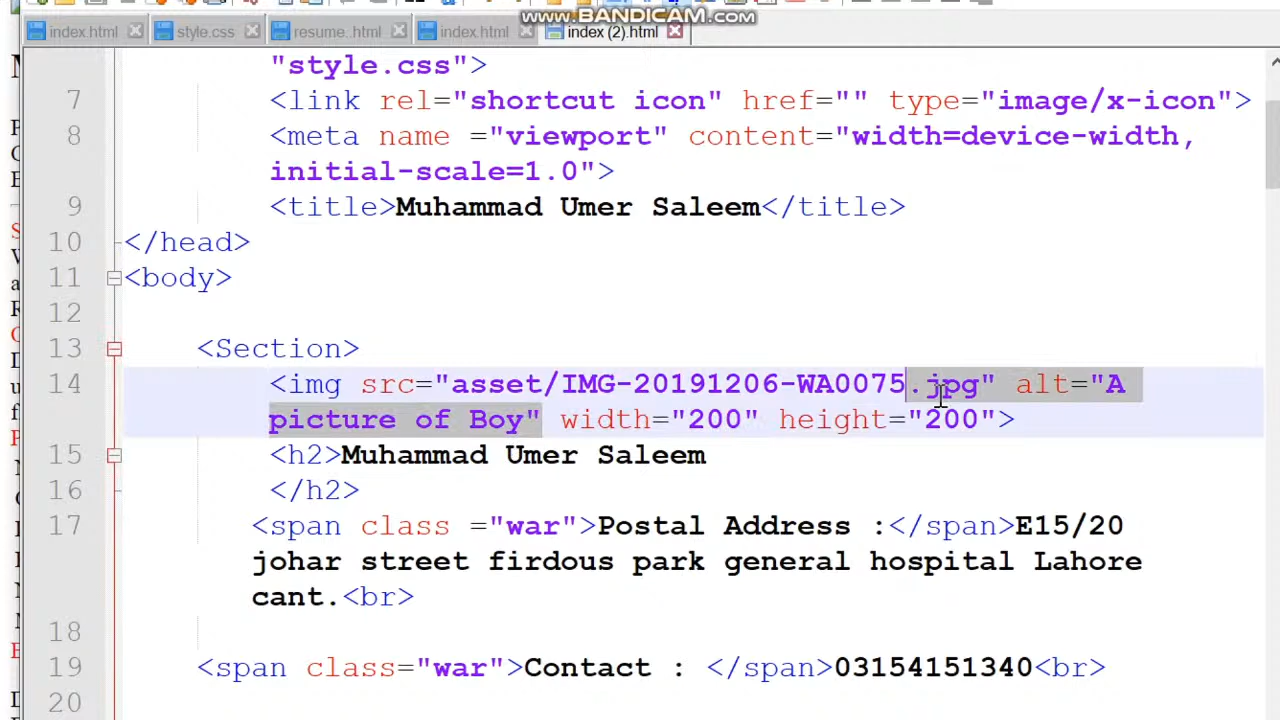 www.BANDICAM.com
index.html
style.css
resume..html
index.html
index (2).html
"style.css">
7 <link rel="shortcut icon" href="" type="image/x-icon">
8 <meta name ="viewport" content="width=device-width,
initial-scale=1.0">
9 <title>Muhammad Umer Saleem</title>
10 </head>
11 <body>
12
13 <Section>
14 <img src="asset/IMG-20191206-WA0075.jpg" alt="A
picture of Boy" width="200" height="200">
15 <h2>Muhammad Umer Saleem
16 </h2>
17 <span class ="war">Postal Address :</span>E15/20
johar street firdous park general hospital Lahore
cant.<br>
18
19 <span class="war">Contact : </span>03154151340<br>
20